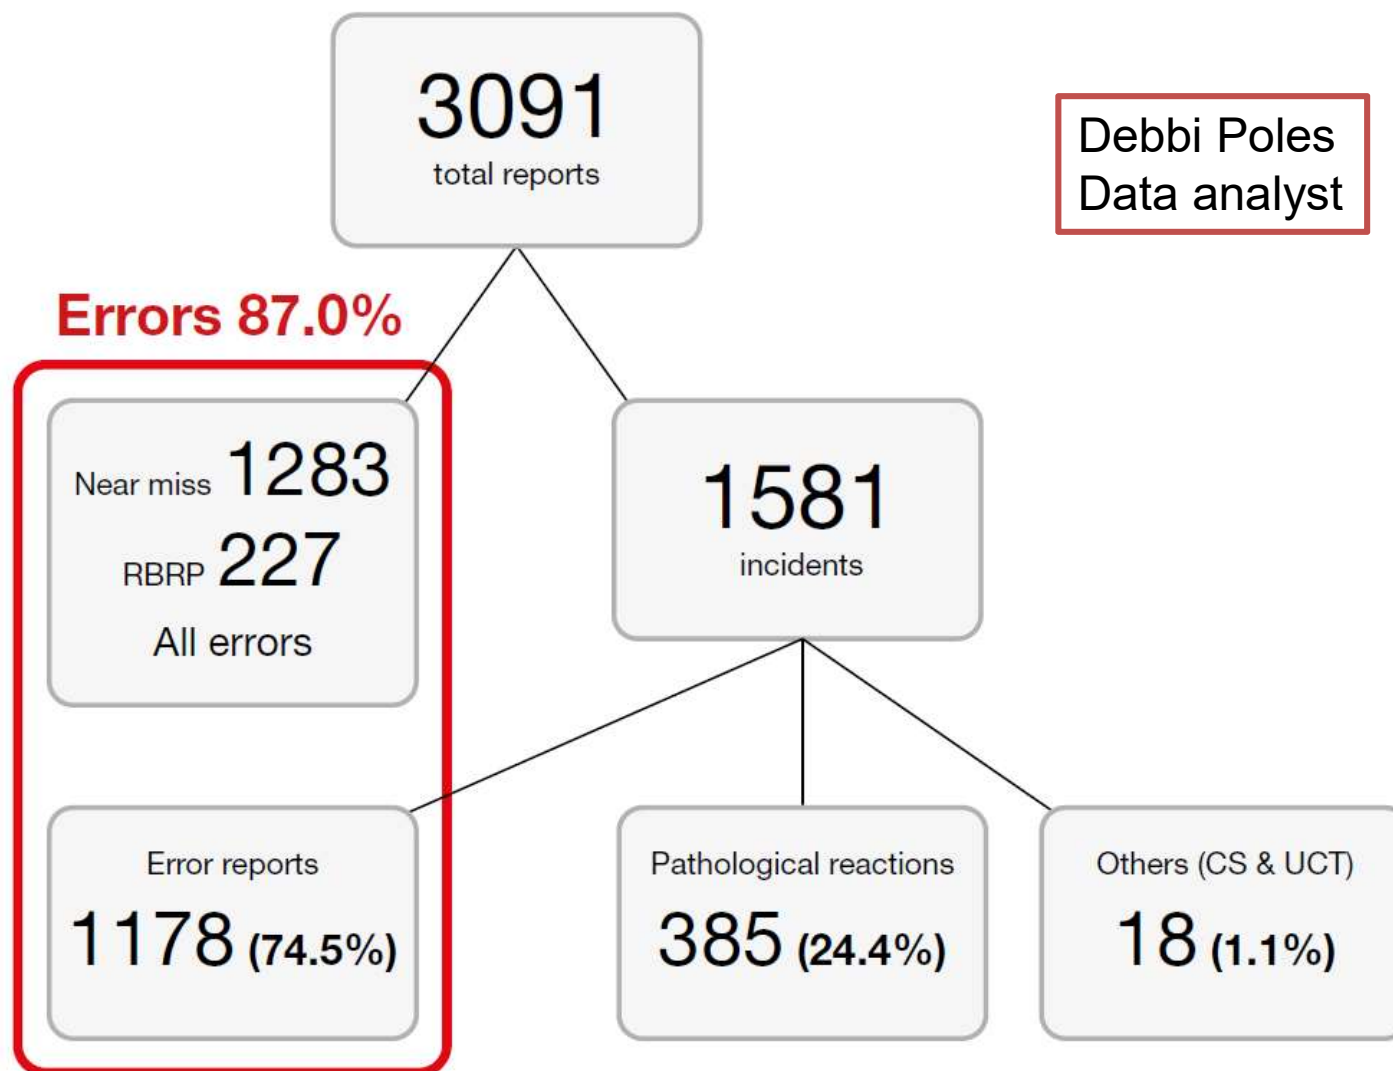 3091
total reports
Debbi Poles
Data analyst
Errors 87.0%
Near miss 1283
RBRP 227
All errors
1581
incidents
Error reports
1178 (74.5%)
Pathological reactions
385 (24.4%)
Others (CS & UCT)
18 (1.1%)